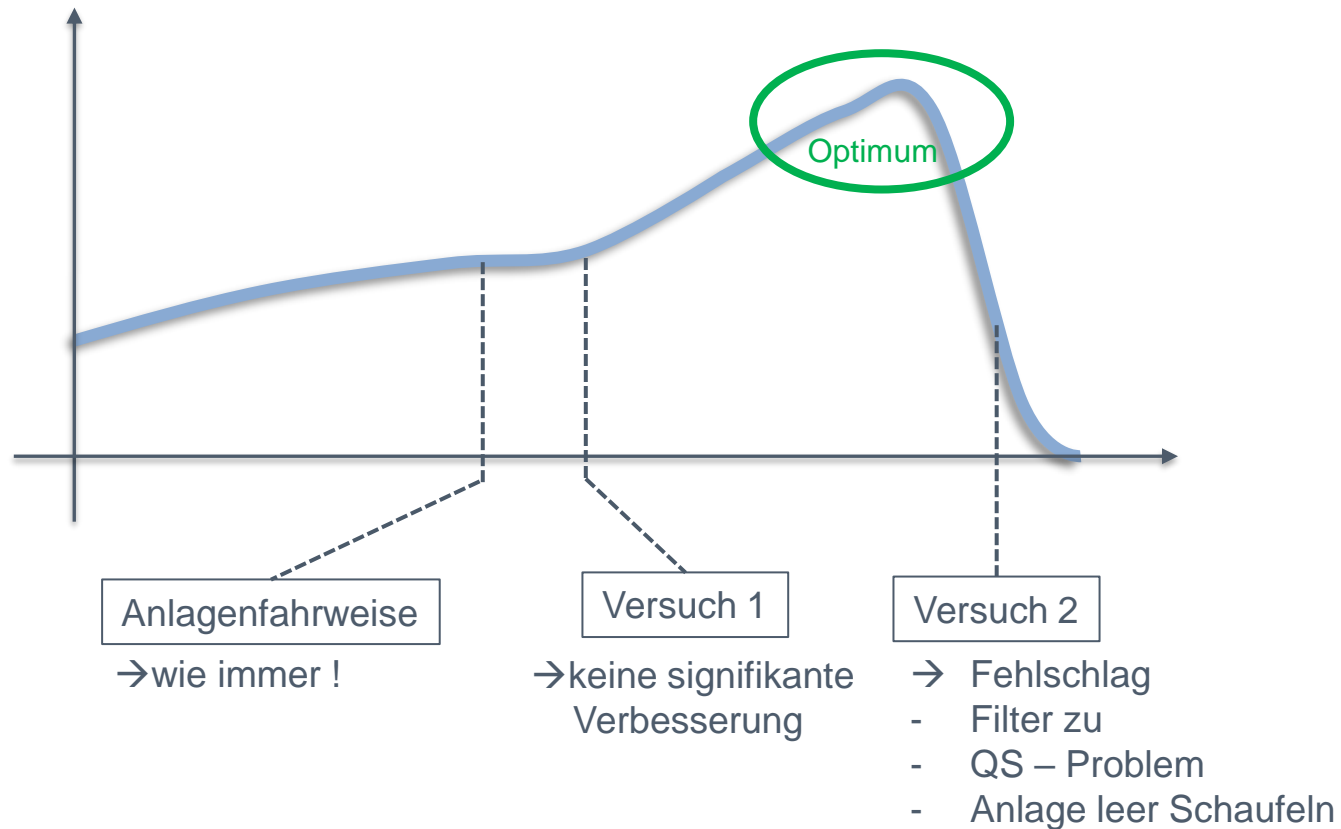 Optimum
Anlagenfahrweise
→wie immer !
Versuch 1
→keine signifikante
Verbesserung
Versuch 2
→ Fehlschlag
- Filter zu
- QS – Problem
- Anlage leer Schaufeln